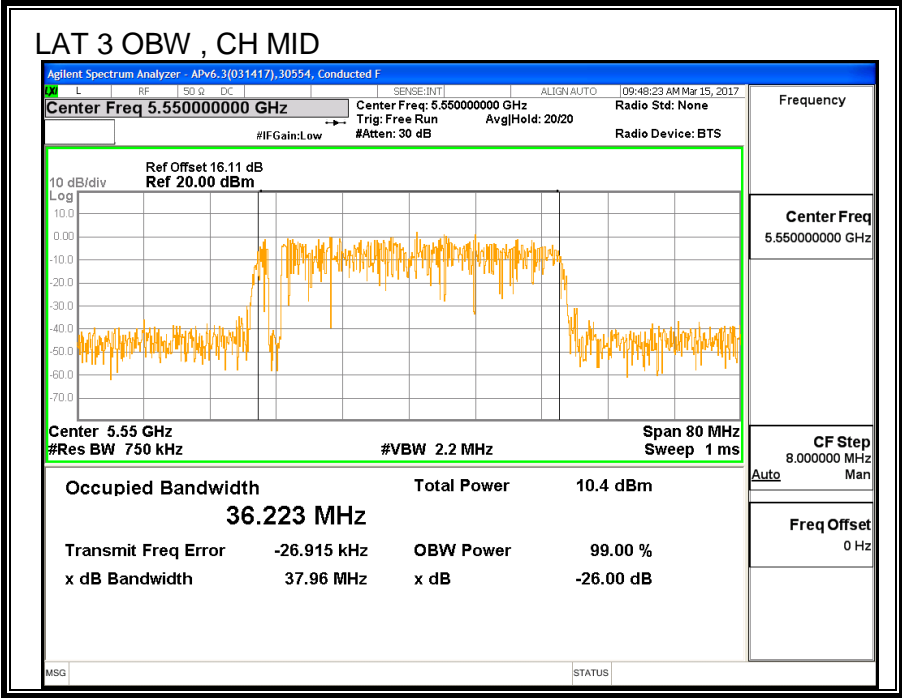 LAT 3 OBW , CH MID
Agilent Spectrum Analyzer - APv6.3(031417),30554, Conducted F
LXI L RF 50 Ω DC SENSE:INT ALIGN AUTO 09:48:23 AM Mar 15, 2017
Center Freq 5.550000000 GHz
Center Freq: 5.550000000 GHz
Radio Std: None
Trig: Free Run Avg|Hold: 20/20
#IFGain:Low
#Atten: 30 dB
Radio Device: BTS
Frequency
Ref Offset 16.11 dB
10 dB/div Ref 20.00 dBm
Log
10.0
0.00
-10.0
-20.0
-30.0
-40.0
-50.0
-60.0
-70.0
Center Freq
5.550000000 GHz
Center 5.55 GHz Span 80 MHz
#Res BW 750 kHz #VBW 2.2 MHz Sweep 1 ms
CF Step
8.000000 MHz
Auto Man
Occupied Bandwidth Total Power 10.4 dBm
36.223 MHz
Freq Offset
0 Hz
Transmit Freq Error -26.915 kHz OBW Power 99.00 %
x dB Bandwidth 37.96 MHz x dB -26.00 dB
MSG STATUS